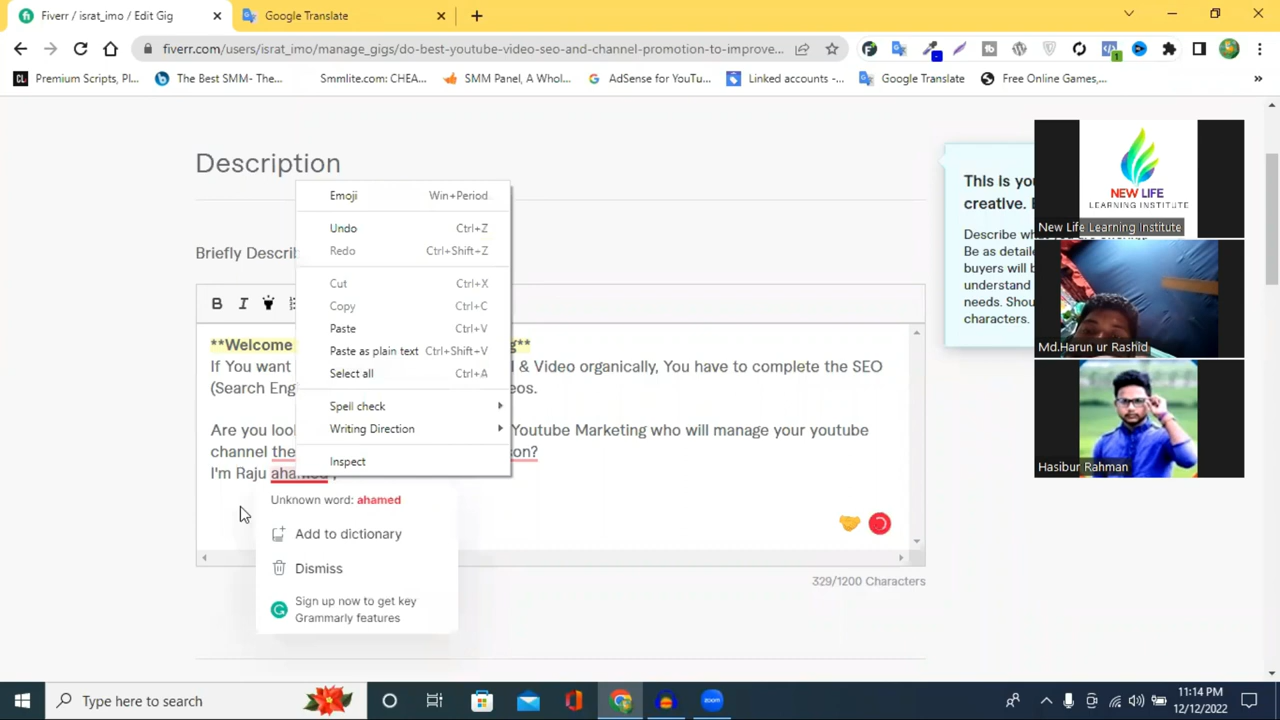 Fiverr / israt_imo / Edit Gig
Google Translate
fiverr.com/users/israt_imo/manage_gigs/do-best-youtube-video-seo-and-channel-promotion-to-improve...
1
CL Premium Scripts, Pl...
The Best SMM- The...
Smmlite.com: CHEA...
SMM Panel, A Whol...
AdSense for YouTu...
Linked accounts -...
Google Translate
Free Online Games,...
Description
Briefly Describ
Emoji Win+Period
Undo Ctrl+Z
Redo Ctrl+Shift+Z
Cut Ctrl+X
Copy Ctrl+C
Paste Ctrl+V
Paste as plain text Ctrl+Shift+V
Select all Ctrl+A
Spell check
Writing Direction
Inspect
B I
**Welcome g**
If You want l & Video organically, You have to complete the SEO
(Search Eng eos.
Are you look Youtube Marketing who will manage your youtube
channel the son?
I'm Raju ahamed ,
Unknown word: ahamed
Add to dictionary
Dismiss
Sign up now to get key
Grammarly features
329/1200 Characters
This is you
creative. B
Describe wh
Be as detaile
buyers will b
understand
needs. Shou
characters.
NEW LIFE
LEARNING INSTITUTE
New Life Learning Institute
Md.Harun ur Rashid
Hasibur Rahman
Type here to search
zoom
11:14 PM
12/12/2022